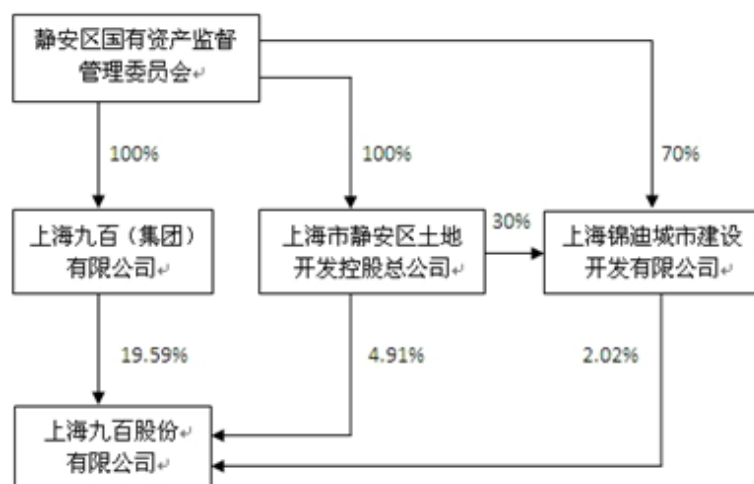 静安区国有资产监督
管理委员会↵
100%
100%
70%
上海九百（集团）
有限公司↵
上海市静安区土地
开发控股总公司↵
30%
上海锦迪城市建设
开发有限公司↵
19.59%
4.91%
2.02%
上海九百股份↵
有限公司↵